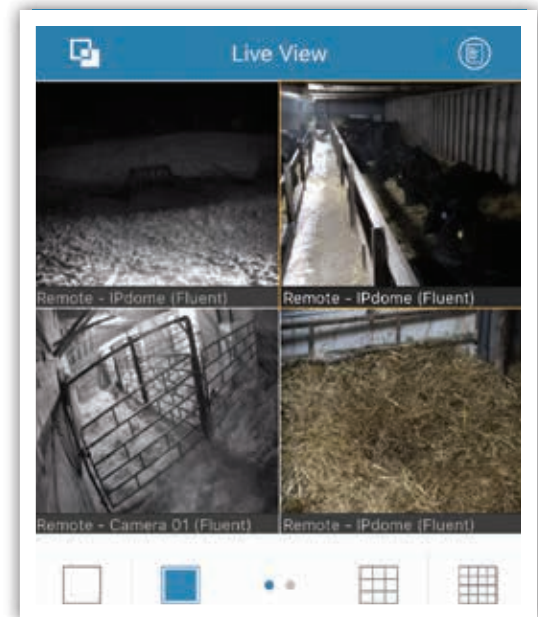 Live View
Remote - IPdome (Fluent)
Remote - IPdome (Fluent)
Remote - Camera 01 (Fluent)
Remote - IPdome (Fluent)